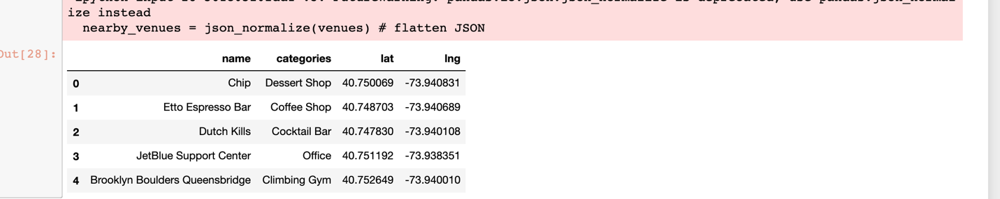 ize instead
nearby_venues = json_normalize(venues) # flatten JSON
Out[28]:
name categories lat lng
0 Chip Dessert Shop 40.750069 -73.940831
1 Etto Espresso Bar Coffee Shop 40.748703 -73.940689
2 Dutch Kills Cocktail Bar 40.747830 -73.940108
3 JetBlue Support Center Office 40.751192 -73.938351
4 Brooklyn Boulders Queensbridge Climbing Gym 40.752649 -73.940010